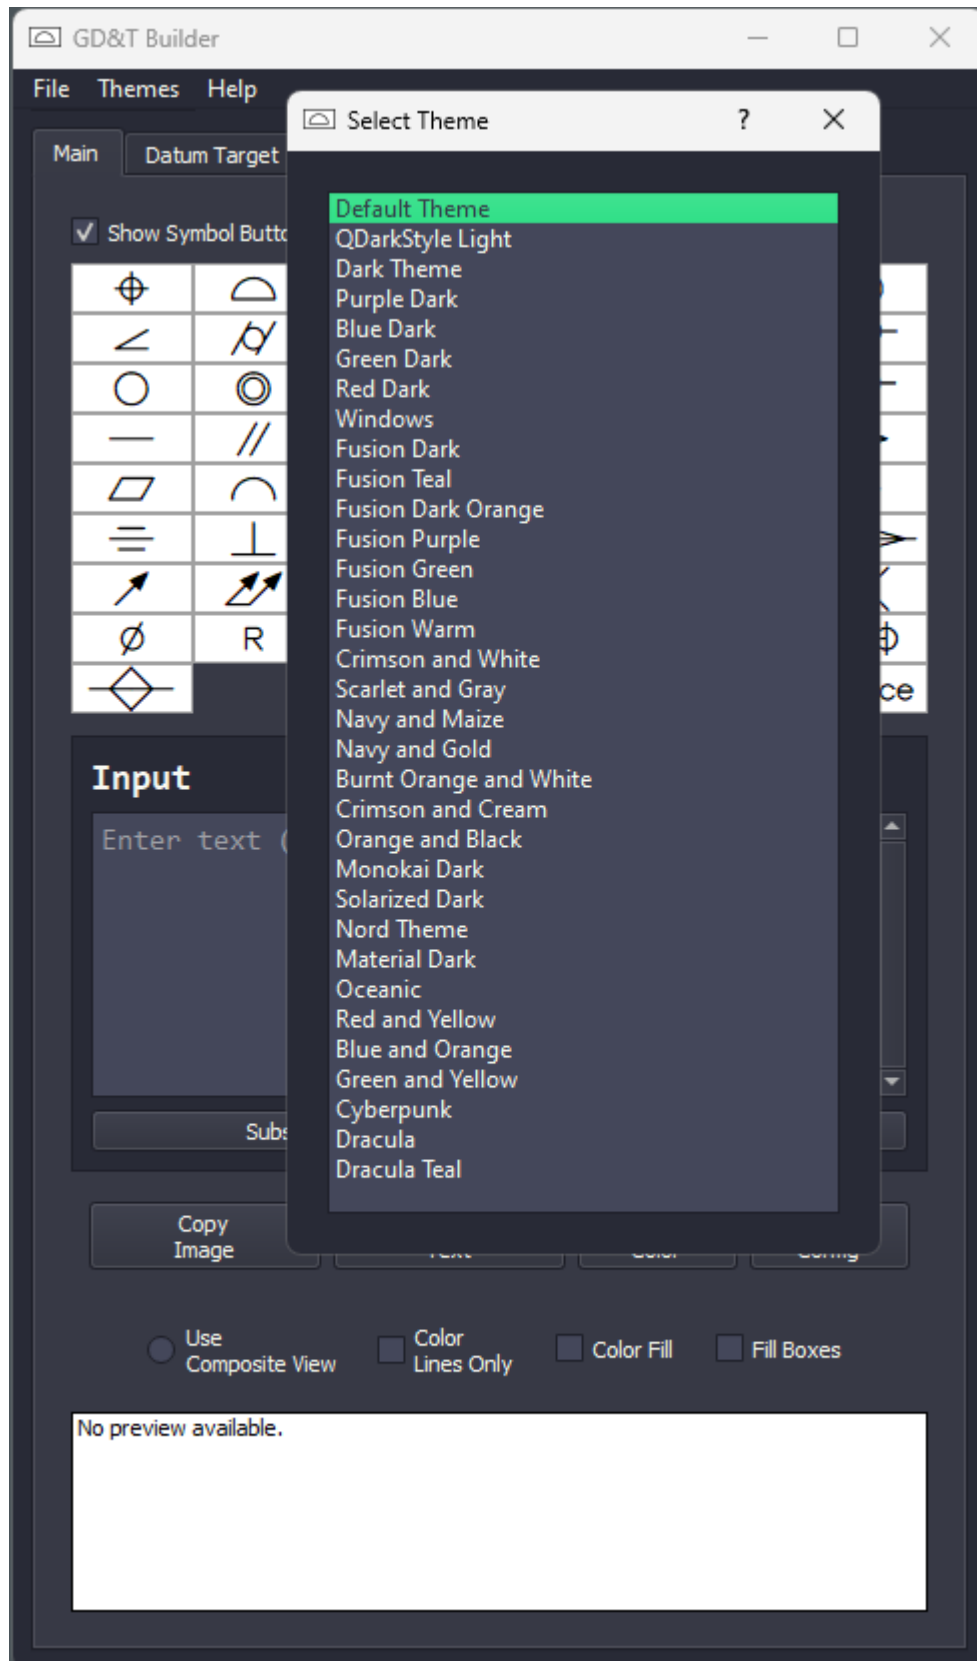 GD&T Builder
File Themes Help
Select Theme ?
Main Datum Target
Show Symbol
Default Theme
QDarkStyle Light
Dark Theme
Purple Dark
Blue Dark
Green Dark
Red Dark
Windows
Fusion Dark
Fusion Teal
Fusion Dark Orange
Fusion Purple
Fusion Green
Fusion Blue
Fusion Warm
Crimson and White
Scarlet and Gray
Navy and Maize
Navy and Gold
Burnt Orange and White
Crimson and Cream
Orange and Black
Monokai Dark
Solarized Dark
Nord Theme
Material Dark
Oceanic
Red and Yellow
Blue and Orange
Green and Yellow
Cyberpunk
Dracula
Dracula Teal
R
Input
Enter text (
Copy
Image
Use
Composite View
Color
Lines Only
Color Fill
Fill Boxes
No preview available.